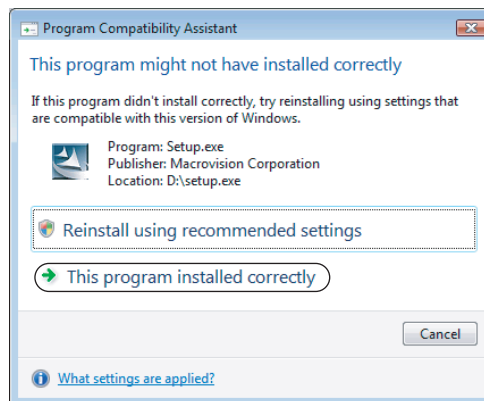 Program Compatibility Assistant
This program might not have installed correctly
If this program didn't install correctly, try reinstalling using settings that
are compatible with this version of Windows.
Program: Setup.exe
Publisher: Macrovision Corporation
Location: D:\setup.exe
Reinstall using recommended settings
This program installed correctly
Cancel
What settings are applied?